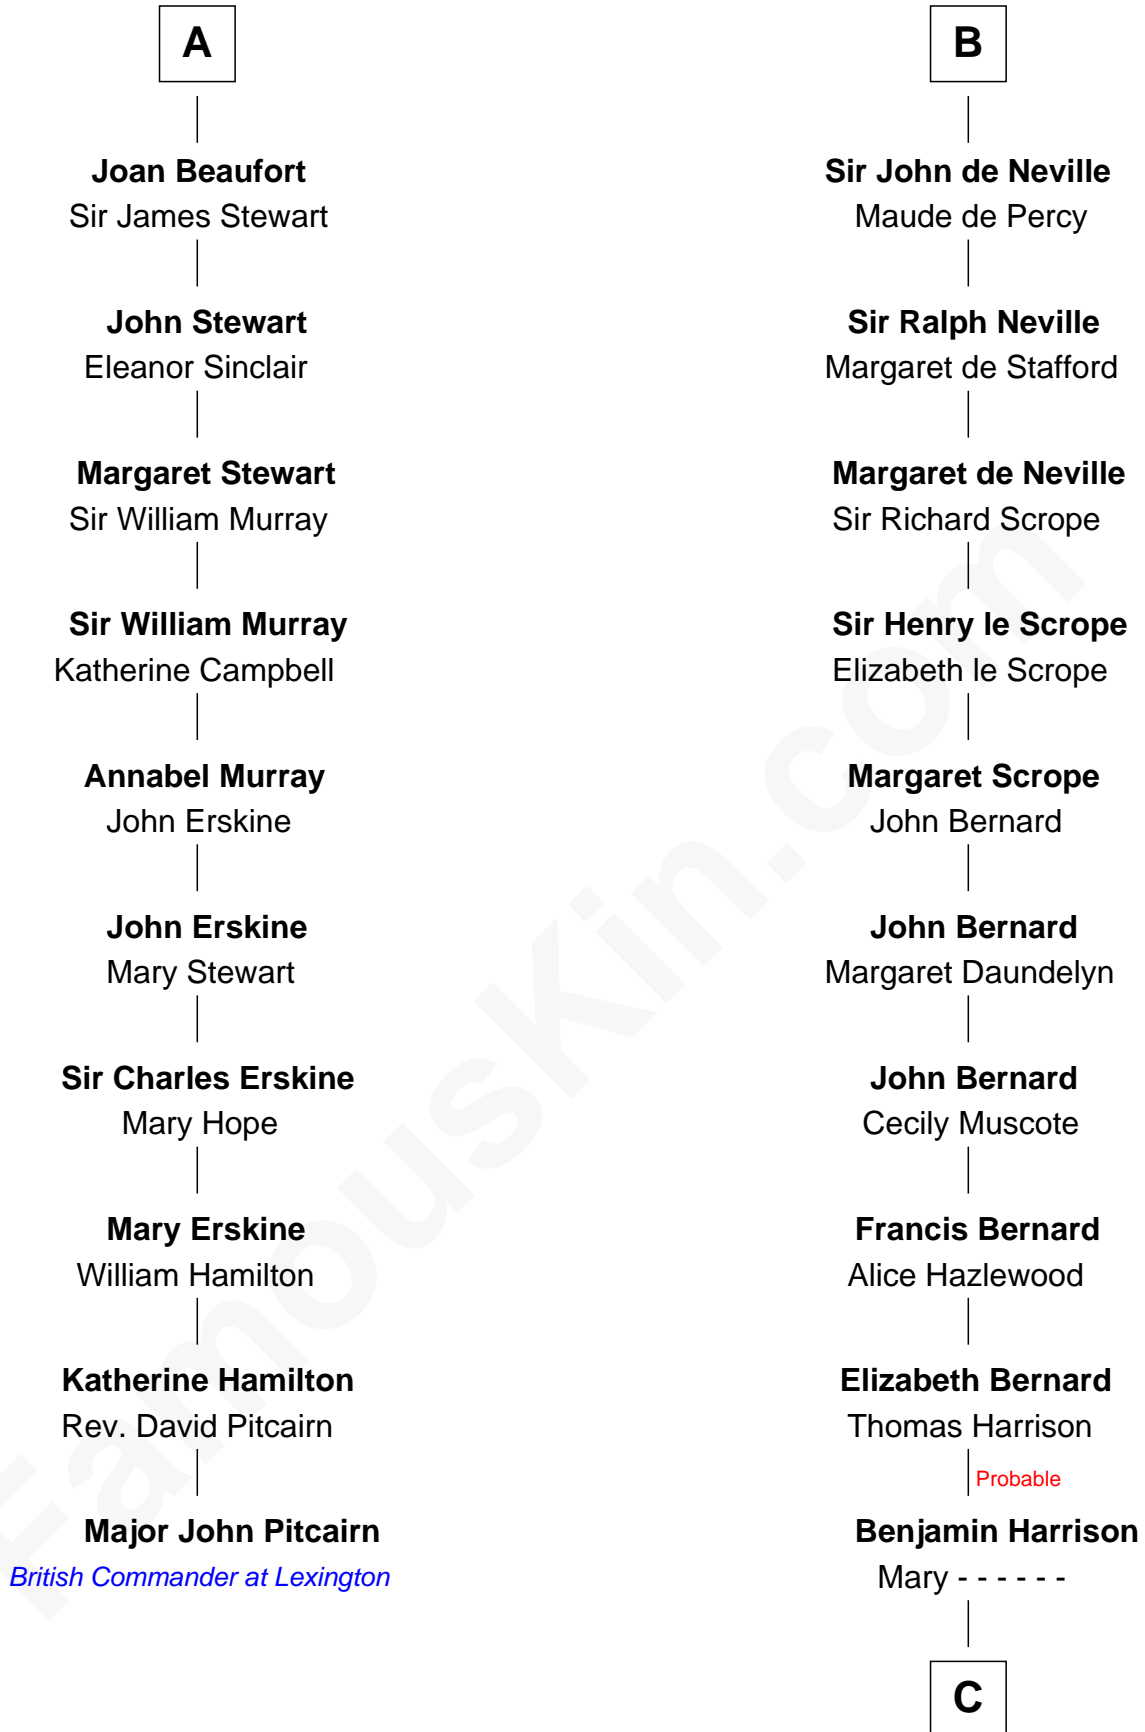 A
Joan Beaufort
Sir James Stewart
John Stewart
Eleanor Sinclair
Margaret Stewart
Sir William Murray
Sir William Murray
Katherine Campbell
Annabel Murray
John Erskine
John Erskine
Mary Stewart
Sir Charles Erskine
Mary Hope
Mary Erskine
William Hamilton
Katherine Hamilton
Rev. David Pitcairn
Major John Pitcairn
British Commander at Lexington
B
Sir John de Neville
Maude de Percy
Sir Ralph Neville
Margaret de Stafford
Margaret de Neville
Sir Richard Scrope
Sir Henry le Scrope
Elizabeth le Scrope
Margaret Scrope
John Bernard
John Bernard
Margaret Daundelyn
John Bernard
Cecily Muscote
Francis Bernard
Alice Hazlewood
Elizabeth Bernard
Thomas Harrison
Probable
Benjamin Harrison
Mary - - - - - -
C
FamousKin.com